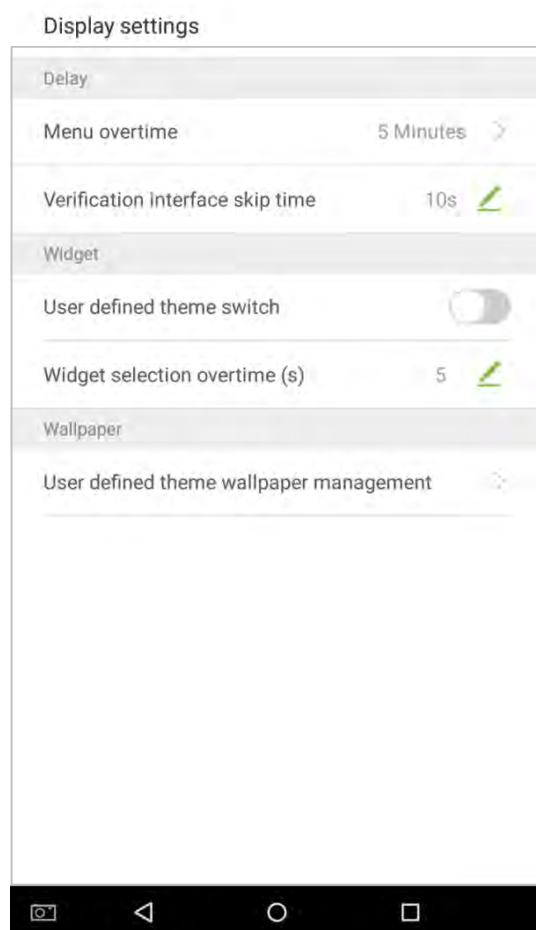 Display settings
Delay
Menu overtime 5 Minutes
Verification interface skip time 10s
Widget
User defined theme switch
Widget selection overtime (s) 5
Wallpaper
User defined theme wallpaper management